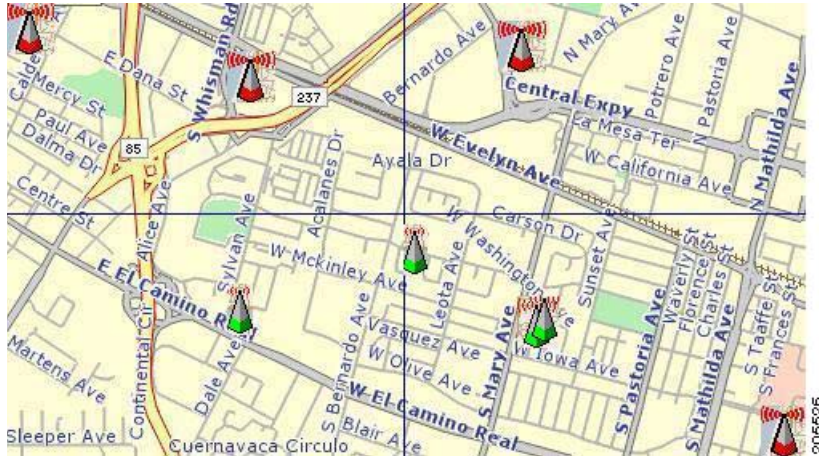 Calde
Mercy St
Paul Ave
Dalma Dr
Centre St
E Dana St
S Whisman Rd
237
85
Bernardo Ave
N Mary Av
Potrero Ave
N Pastoria Ave
Central Expy
La Mesa Ter
W California Ave
N Mathilda Ave
W Evelyn Ave
Ayala Dr
Acalanes Dr
Alice Ave
Sylvan Ave
W McKinley Ave
W Washington Ave
Carson Dr
Sunset Ave
Leota Ave
Waverly St
Florence St
Charles St
E El Camino Real
Continental Cir
Martens Ave
Dale Ave
S Bernardo Ave
Vasquez Ave
W Olive Ave
W Iowa Ave
S Mary Ave
S Pastoria Ave
S Mathilda Ave
S Taaffe St
S Frances St
W El Camino Real
Blair Ave
Sleeper Ave
Cuernavaca Circulo
205525